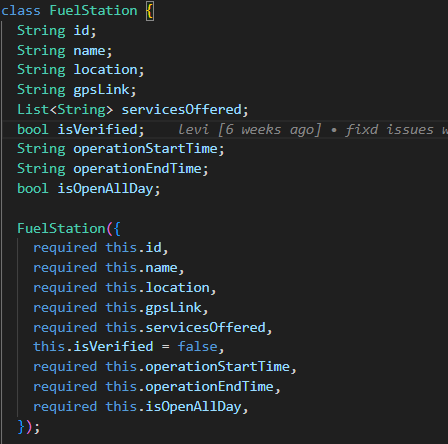 class FuelStation {
  String id;
  String name;
  String location;
  String gpsLink;
  List<String> servicesOffered;
  bool isVerified;     levi [6 weeks ago] • fixd issues w
  String operationStartTime;
  String operationEndTime;
  bool isOpenAllDay;

  FuelStation({
    required this.id,
    required this.name,
    required this.location,
    required this.gpsLink,
    required this.servicesOffered,
    this.isVerified = false,
    required this.operationStartTime,
    required this.operationEndTime,
    required this.isOpenAllDay,
  });